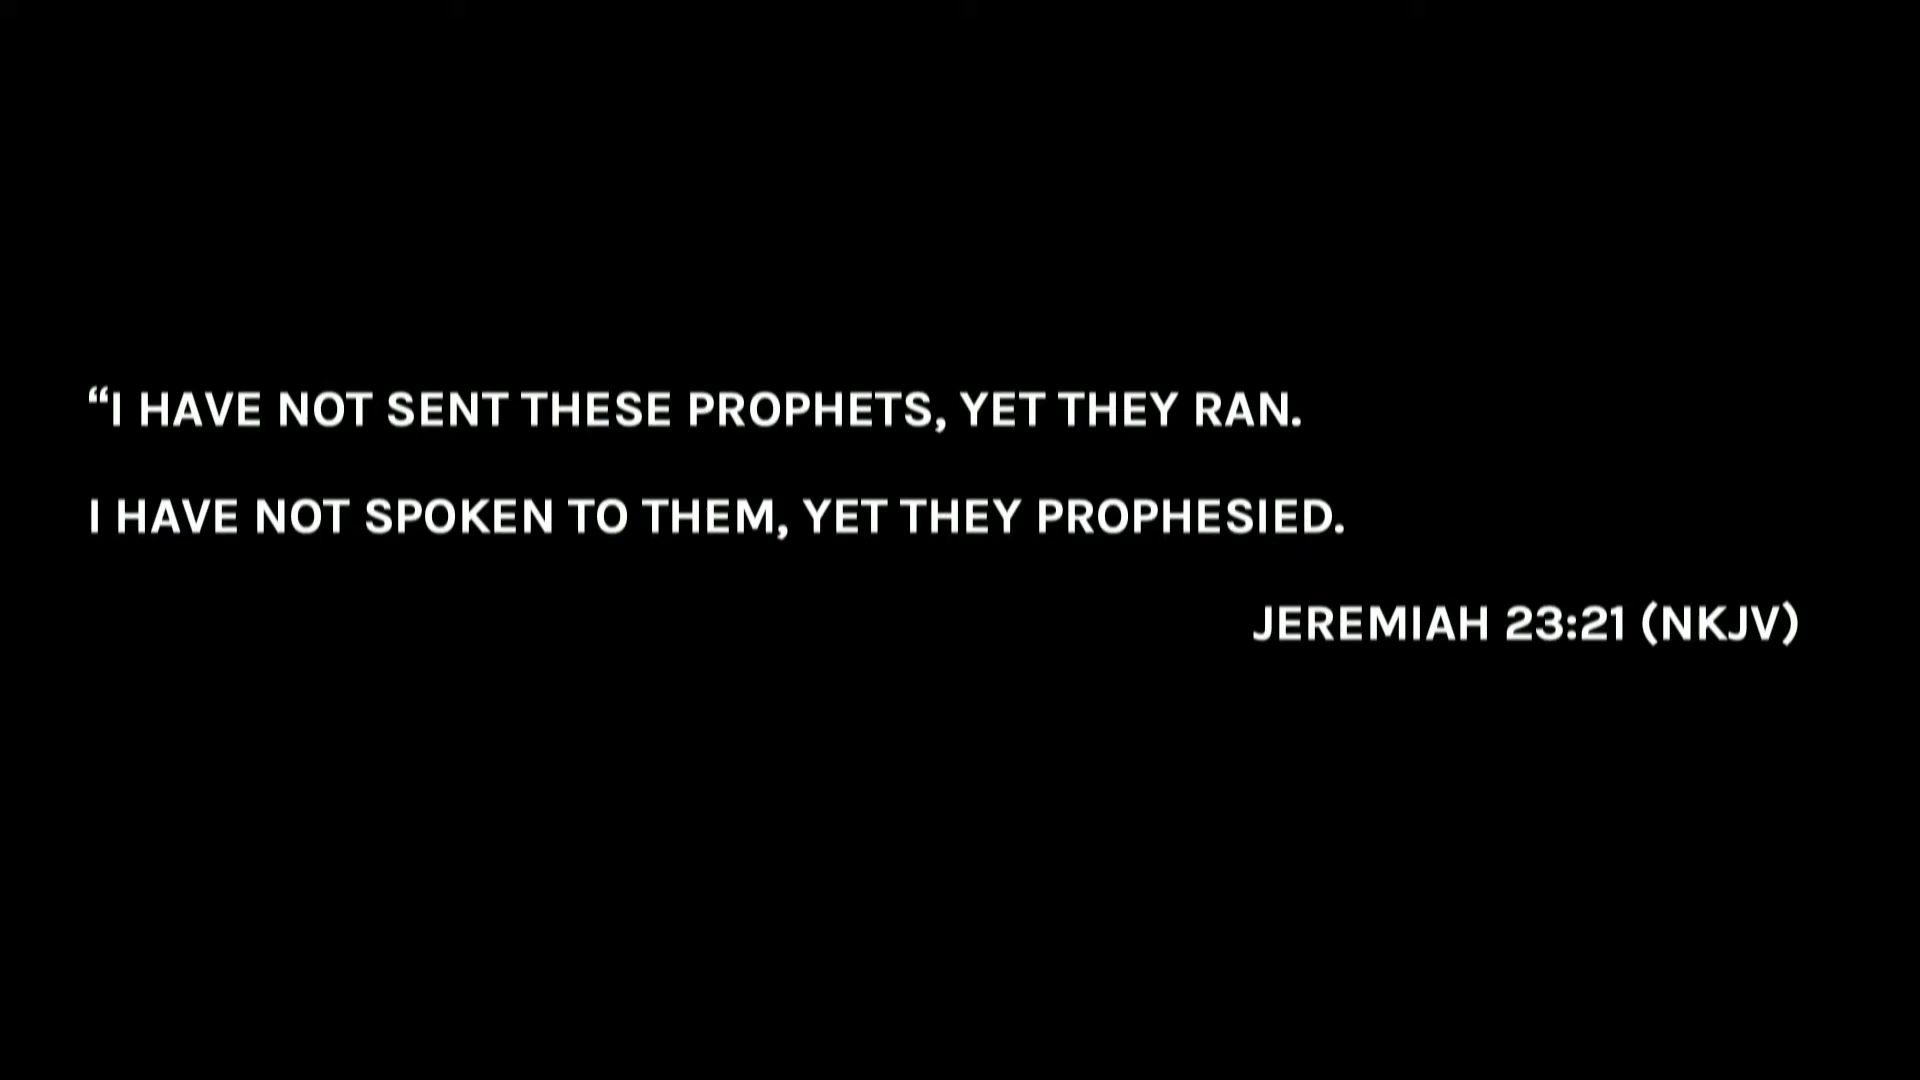 “I HAVE NOT SENT THESE PROPHETS, YET THEY RAN.
I HAVE NOT SPOKEN TO THEM, YET THEY PROPHESIED.
JEREMIAH 23:21 (NKJV)